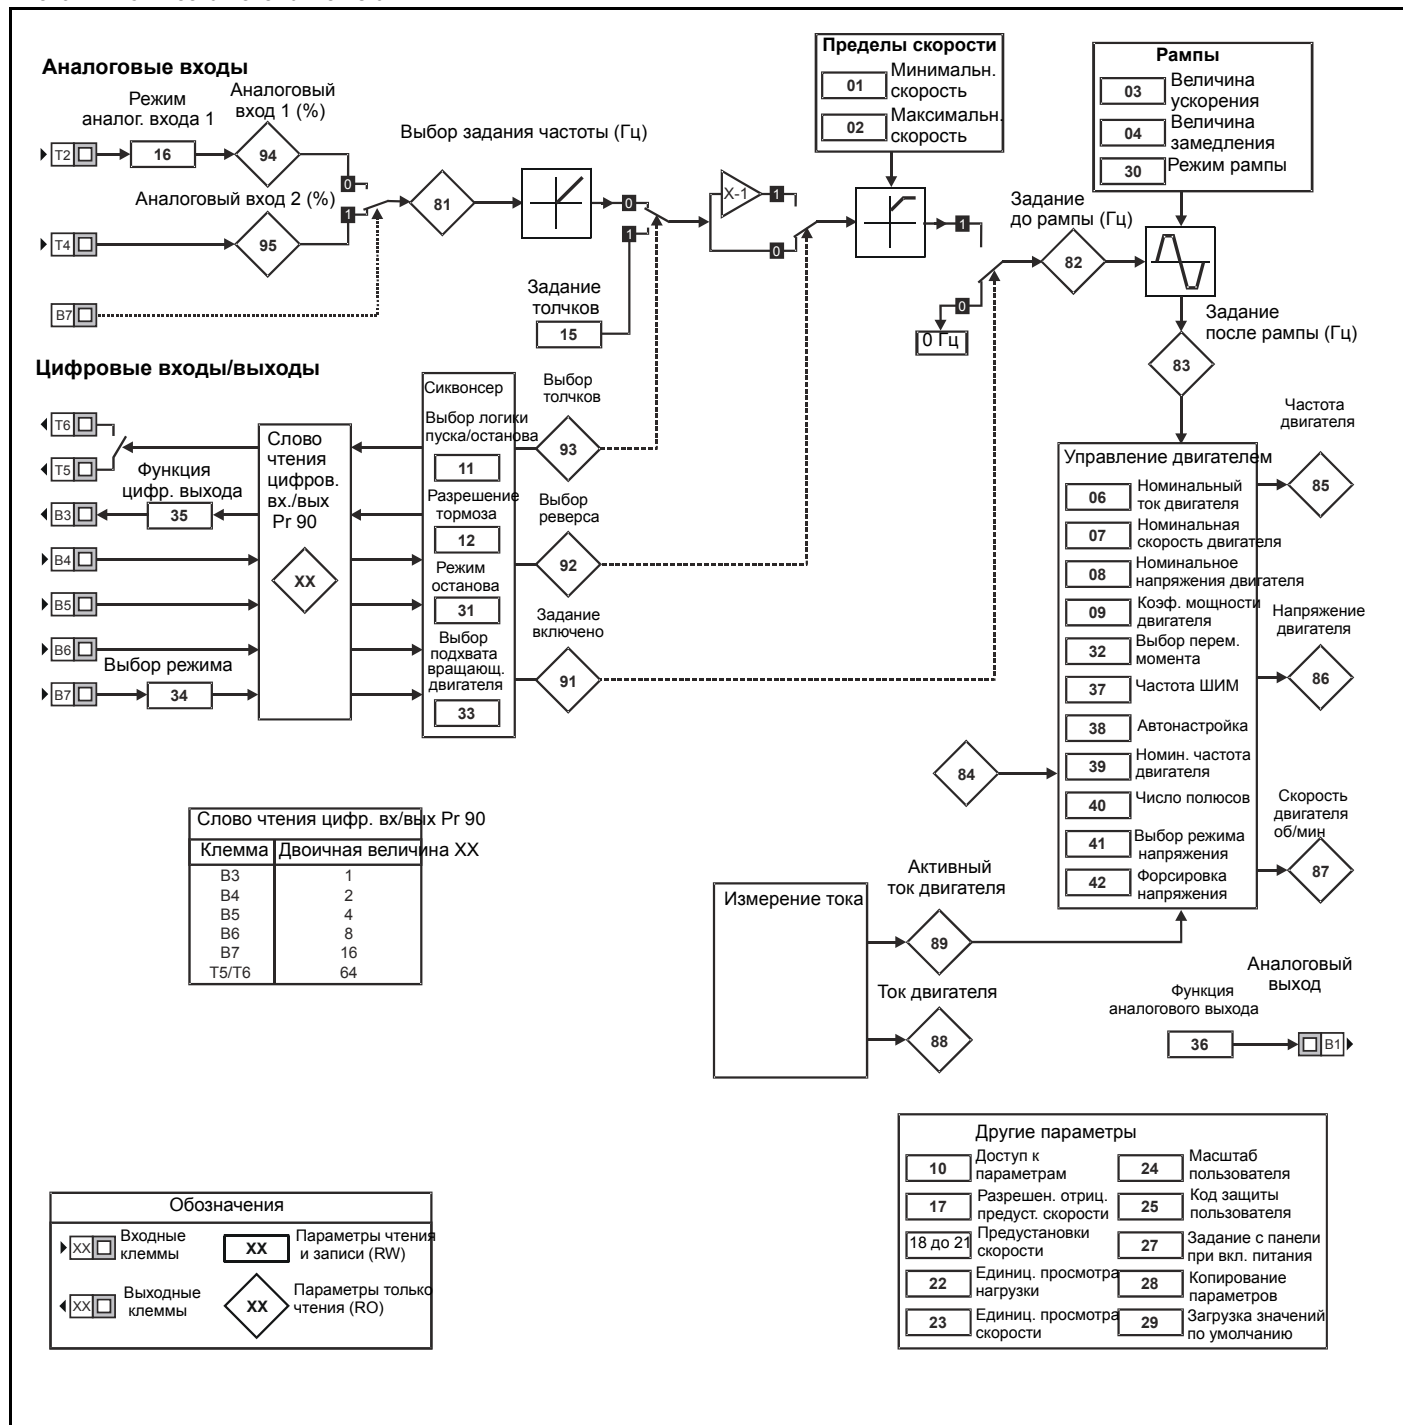 Аналоговые входы
Режим
аналог. входа 1
Аналоговый
вход 1 (%)
T2
16
94
0
Аналоговый вход 2 (%)
1
T4
95
B7
Выбор задания частоты (Гц)
81
0
1
Задание
толчков
15
X-1
1
0
Пределы скорости
01
Минимальн.
скорость
02
Максимальн.
скорость
1
0
0 Гц
Задание
до рампы (Гц)
82
Рампы
03
Величина
ускорения
04
Величина
замедления
30
Режим рампы
Задание
после рампы (Гц)
83
Цифровые входы/выходы
T6
T5
Функция
цифр. выхода
B3
35
B4
B5
B6
Выбор режима
B7
34
Слово
чтения
цифров.
вх./вых
Pr 90
XX
Сиквонсер
Выбор логики
пуска/останова
11
Разрешение
тормоза
12
Режим
останова
31
Выбор
подхвата
вращающ.
двигателя
33
Выбор
толчков
93
Выбор
реверса
92
Задание
включено
91
Управление двигателем
06
Номинальный
ток двигателя
07
Номинальная
скорость двигателя
08
Номинальное
напряжения двигателя
09
Коэф. мощности
двигателя
32
Выбор перем.
момента
37
Частота ШИМ
38
Автонастройка
39
Номин. частота
двигателя
40
Число полюсов
41
Выбор режима
напряжения
42
Форсировка
напряжения
Частота
двигателя
85
Напряжение
двигателя
86
Скорость
двигателя
об/мин
87
84
Слово чтения цифр. вх/вых Pr 90
Клемма Двоичная величина XX
B3 1
B4 2
B5 4
B6 8
B7 16
T5/T6 64
Измерение тока
Активный
ток двигателя
89
Ток двигателя
88
Аналоговый
выход
Функция
аналогового выхода
36
B1
Обозначения
XX
Входные
клеммы
XX
Параметры чтения
и записи (RW)
XX
Выходные
клеммы
XX
Параметры только
чтения (RO)
Другие параметры
10
Доступ к
параметрам
24
Масштаб
пользователя
17
Разрешен. отриц.
предуст. скорости
25
Код защиты
пользователя
18 до 21
Предустановки
скорости
27
Задание с панели
при вкл. питания
22
Единиц. просмотра
нагрузки
28
Копирование
параметров
23
Единиц. просмотра
скорости
29
Загрузка значений
по умолчанию